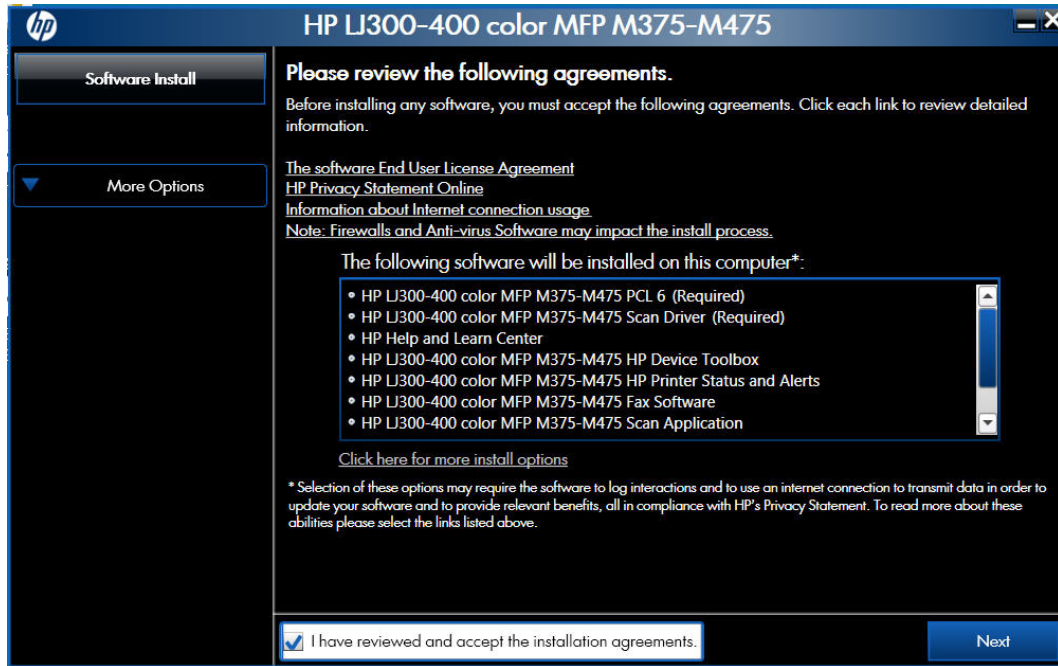 hp
HP LJ300-400 color MFP M375-M475
Software Install
More Options
Please review the following agreements.
Before installing any software, you must accept the following agreements. Click each link to review detailed
information.
The software End User License Agreement
HP Privacy Statement Online
Information about Internet connection usage
Note: Firewalls and Anti-virus Software may impact the install process.
The following software will be installed on this computer*:
• HP LJ300-400 color MFP M375-M475 PCL 6 (Required)
• HP LJ300-400 color MFP M375-M475 Scan Driver (Required)
• HP Help and Learn Center
• HP LJ300-400 color MFP M375-M475 HP Device Toolbox
• HP LJ300-400 color MFP M375-M475 HP Printer Status and Alerts
• HP LJ300-400 color MFP M375-M475 Fax Software
• HP LJ300-400 color MFP M375-M475 Scan Application
Click here for more install options
* Selection of these options may require the software to log interactions and to use an internet connection to transmit data in order to
update your software and to provide relevant benefits, all in compliance with HP's Privacy Statement. To read more about these
abilities please select the links listed above.
I have reviewed and accept the installation agreements.
Next